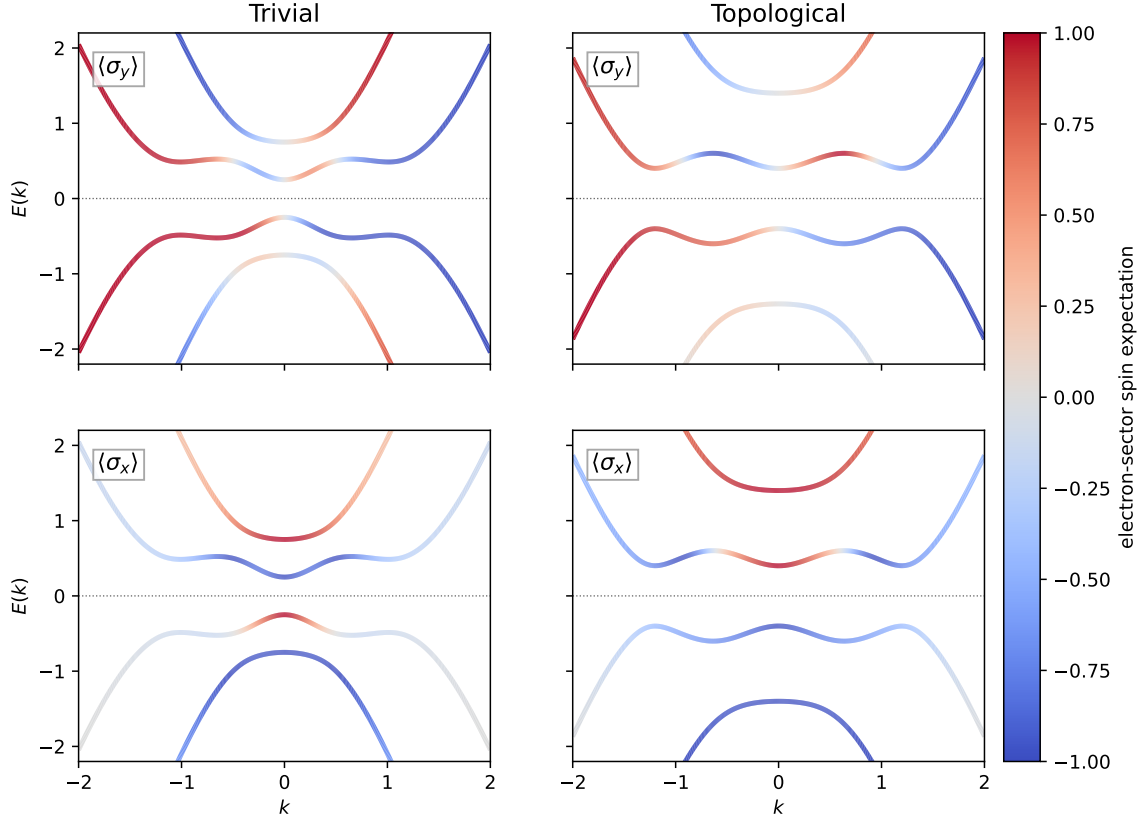 Trivial
Topological
⟨σy⟩
⟨σy⟩
E(k)
2
1
0
−1
−2
−2
−1
0
1
2
⟨σx⟩
⟨σx⟩
E(k)
2
1
0
−1
−2
−2
−1
0
1
2
k
k
1.00
0.75
0.50
0.25
0.00
−0.25
−0.50
−0.75
−1.00
electron-sector spin expectation